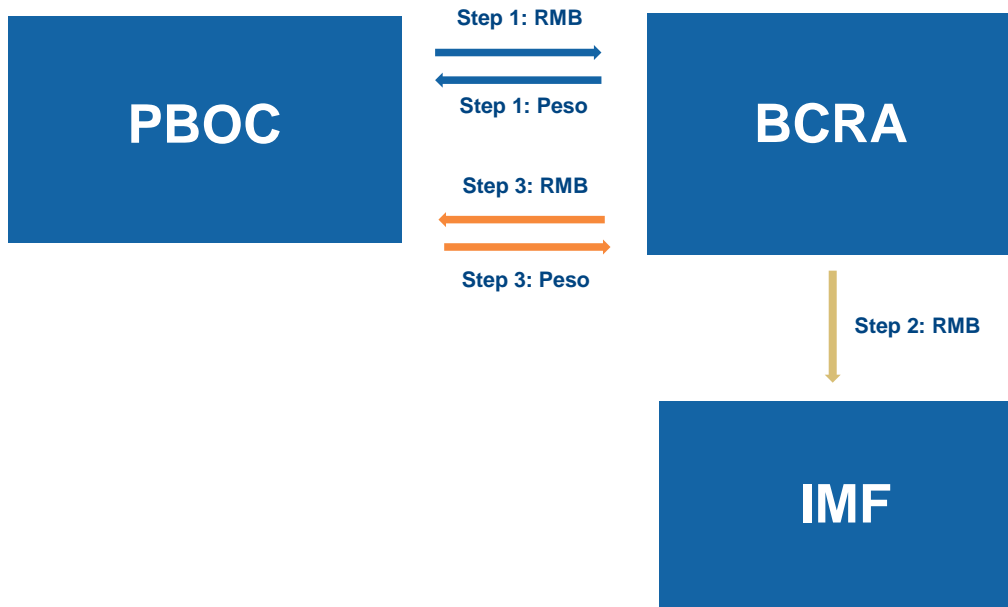 Step 1: RMB
PBOC
BCRA
Step 1: Peso
Step 3: RMB
Step 3: Peso
Step 2: RMB
IMF